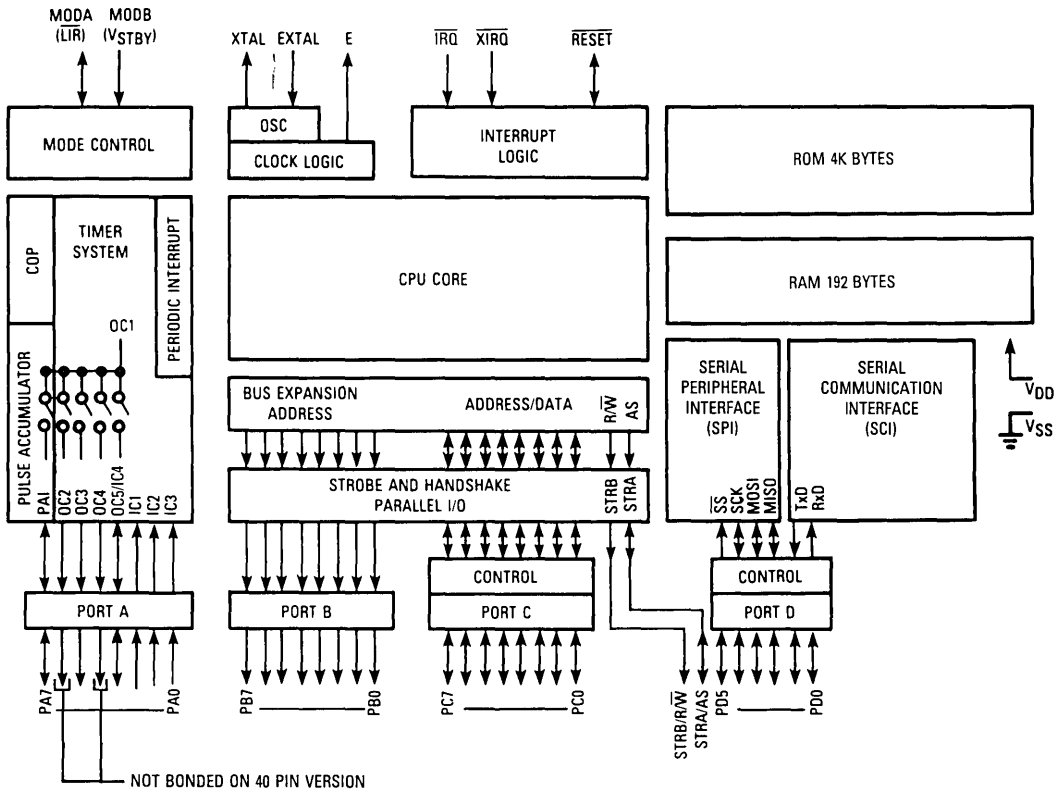 MODA
(LIR)
MODB
(VSTBY)
XTAL EXTAL E
IRQ XIRQ RESET
MODE CONTROL
OSC
CLOCK LOGIC
INTERRUPT
LOGIC
ROM 4K BYTES
COP
TIMER
SYSTEM
PERIODIC INTERRUPT
OC1
PULSE ACCUMULATOR
PAI
OC2
OC3
OC4
OC5/IC4
IC1
IC2
IC3
CPU CORE
RAM 192 BYTES
BUS EXPANSION
ADDRESS
ADDRESS/DATA
R/W
AS
STROBE AND HANDSHAKE
PARALLEL I/O
STRB
STRA
SERIAL
PERIPHERAL
INTERFACE
(SPI)
SS
SCK
MOSI
MISO
SERIAL
COMMUNICATION
INTERFACE
(SCI)
TxD
RxD
VDD
VSS
PORT A
PORT B
CONTROL
PORT C
CONTROL
PORT D
PA7
PA0
PB7
PB0
PC7
PC0
STRB/R/W
STRA/AS
PD5
PD0
NOT BONDED ON 40 PIN VERSION